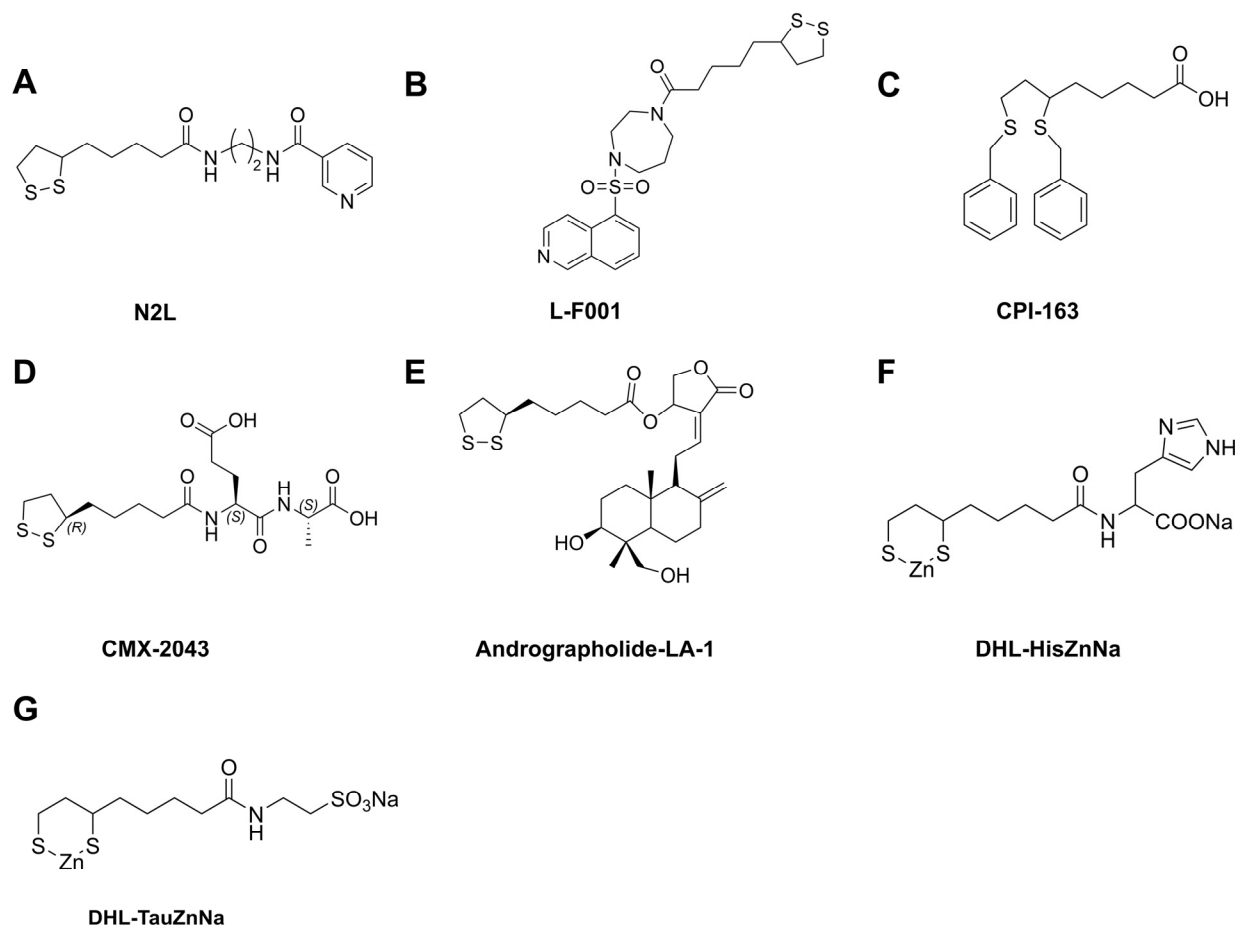 A
B
C
O
N
H
( )2
N
H
O
S
S
N
N2L
S
S
O
N
N
O=S=O
N
L-F001
O
OH
S
S
CPI-163
D
E
F
O
OH
O
N
H
(S)
H
N
(S)
O
OH
O
S
S
(R)
CMX-2043
O
O
O
O
S
S
HO
OH
Andrographolide-LA-1
N
NH
O
N
H
COONa
S
S
Zn
DHL-HisZnNa
G
O
N
H
SO3Na
S
S
Zn
DHL-TauZnNa